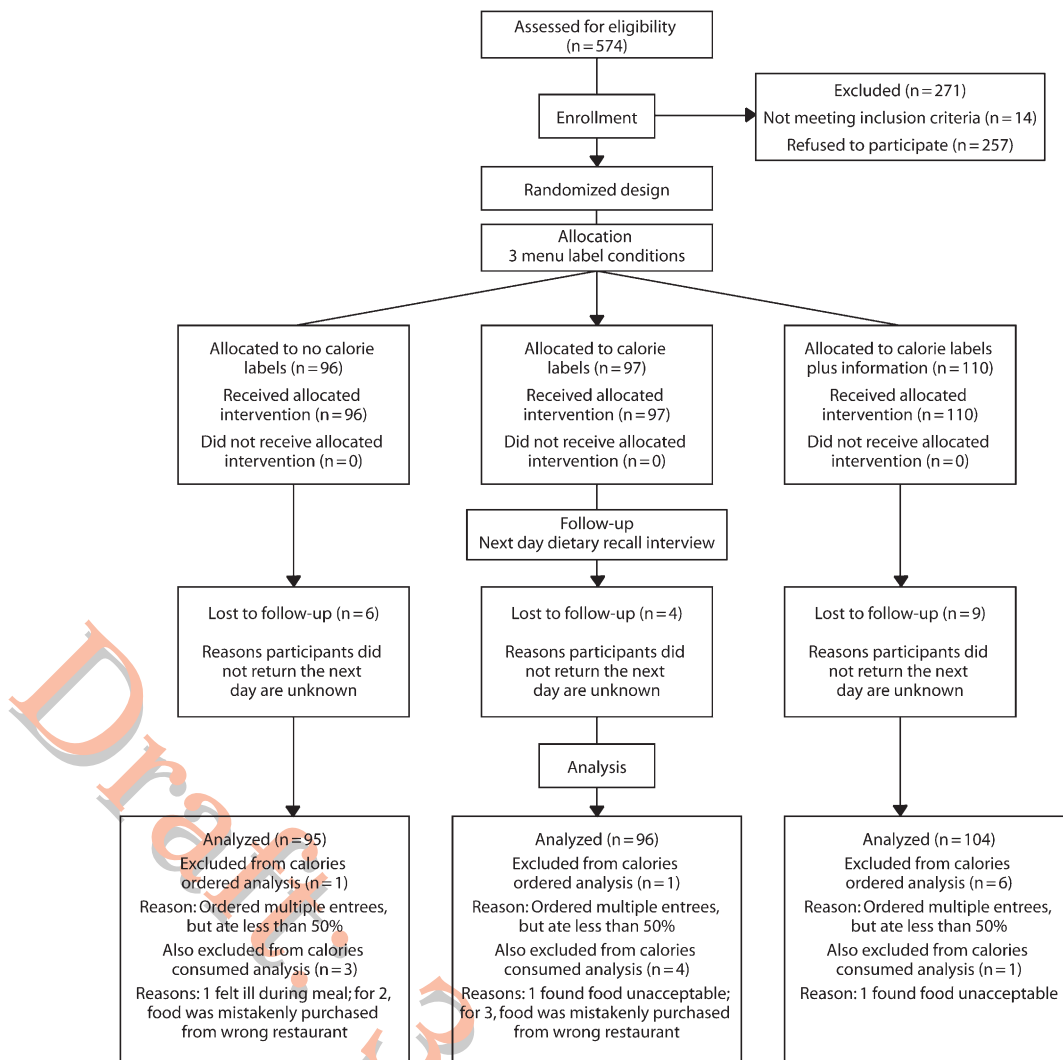 Assessed for eligibility
(n = 574)
Enrollment
Excluded (n = 271)
Not meeting inclusion criteria (n = 14)
Refused to participate (n = 257)
Randomized design
Allocation
3 menu label conditions
Allocated to no calorie
labels (n = 96)
Received allocated
intervention (n = 96)
Did not receive allocated
intervention (n = 0)
Allocated to calorie
labels (n = 97)
Received allocated
intervention (n = 97)
Did not receive allocated
intervention (n = 0)
Allocated to calorie labels
plus information (n = 110)
Received allocated
intervention (n = 110)
Did not receive allocated
intervention (n = 0)
Follow-up
Next day dietary recall interview
Lost to follow-up (n = 6)
Reasons participants did
not return the next
day are unknown
Lost to follow-up (n = 4)
Reasons participants did
not return the next
day are unknown
Lost to follow-up (n = 9)
Reasons participants did
not return the next
day are unknown
Analysis
Analyzed (n = 95)
Excluded from calories
ordered analysis (n = 1)
Reason: Ordered multiple entrees,
but ate less than 50%
Also excluded from calories
consumed analysis (n = 3)
Reasons: 1 felt ill during meal; for 2,
food was mistakenly purchased
from wrong restaurant
Analyzed (n = 96)
Excluded from calories
ordered analysis (n = 1)
Reason: Ordered multiple entrees,
but ate less than 50%
Also excluded from calories
consumed analysis (n = 4)
Reasons: 1 found food unacceptable;
for 3, food was mistakenly purchased
from wrong restaurant
Analyzed (n = 104)
Excluded from calories
ordered analysis (n = 6)
Reason: Ordered multiple entrees,
but ate less than 50%
Also excluded from calories
consumed analysis (n = 1)
Reason: 1 found food unacceptable
Draft: